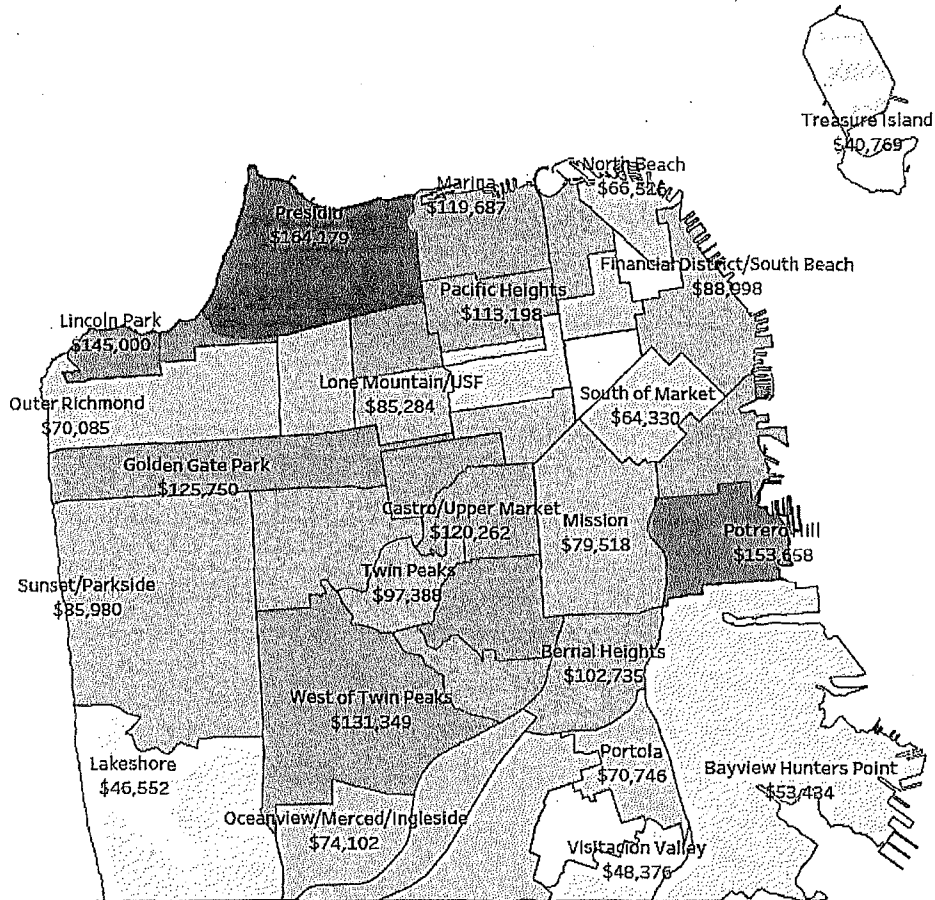 Treasure Island
$40,769
North Beach
Marina
$119,687
Presidio
$164,179
Financial District/South Beach
$88,998
Pacific Heights
$113,198
Lincoln Park
$145,000
Lone Mountain/USF
$85,284
South of Market
$64,330
Outer Richmond
$70,085
Golden Gate Park
$125,750
Castro/Upper Market
$120,262
Mission
$79,518
Potrero Hill
$153,658
Twin Peaks
$97,388
Sunset/Parkside
$85,980
Bernal Heights
$102,735
West of Twin Peaks
$131,349
Lakeshore
$46,552
Portola
$70,746
Bayview Hunters Point
$53,434
Oceanview/Merced/Ingleside
$74,102
Visitacion Valley
$48,376